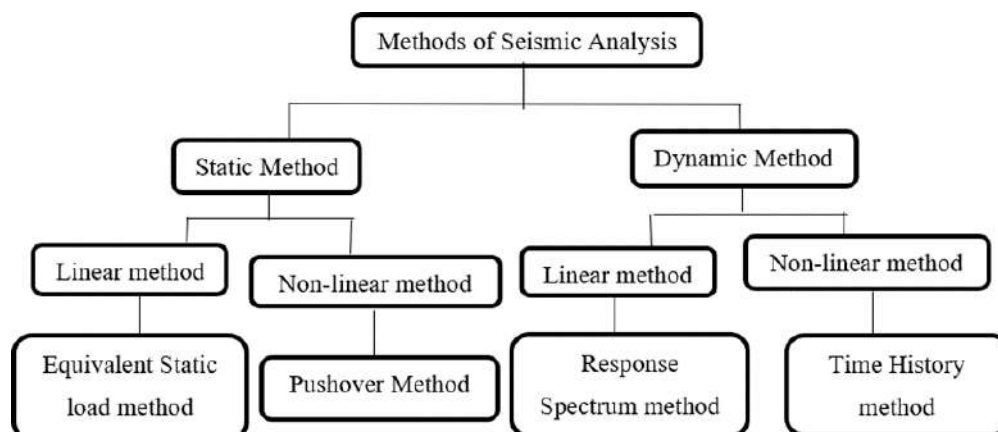 Methods of Seismic Analysis
Static Method
Dynamic Method
Linear method
Non-linear method
Linear method
Non-linear method
Equivalent Static
load method
Pushover Method
Response
Spectrum method
Time History
method